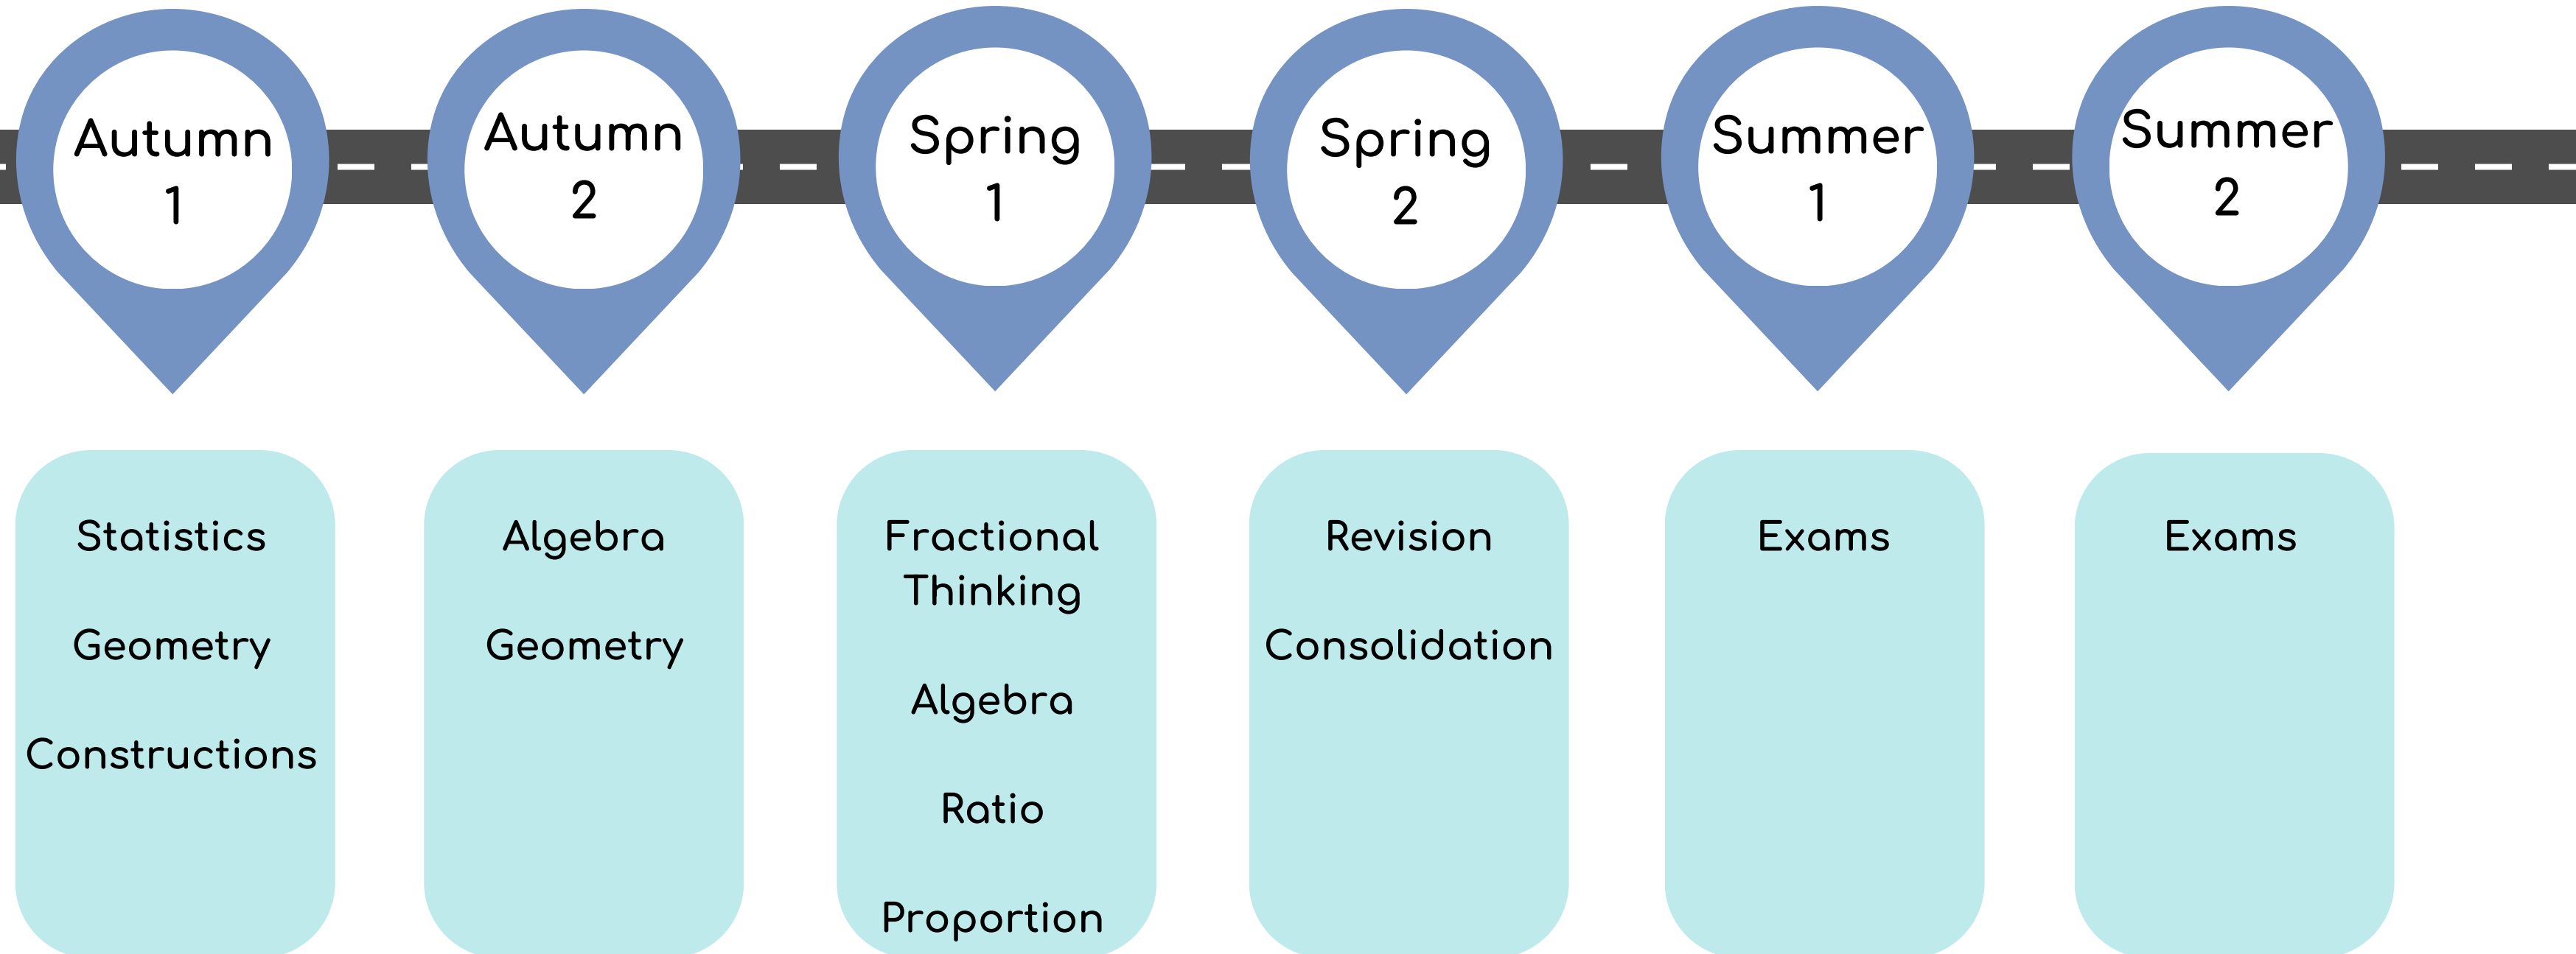 Autumn
1
Autumn
2
Spring
1
Spring
2
Summer
1
Summer
2
Statistics
Geometry
Constructions
Algebra
Geometry
Fractional
Thinking
Algebra
Ratio
Proportion
Revision
Consolidation
Exams
Exams